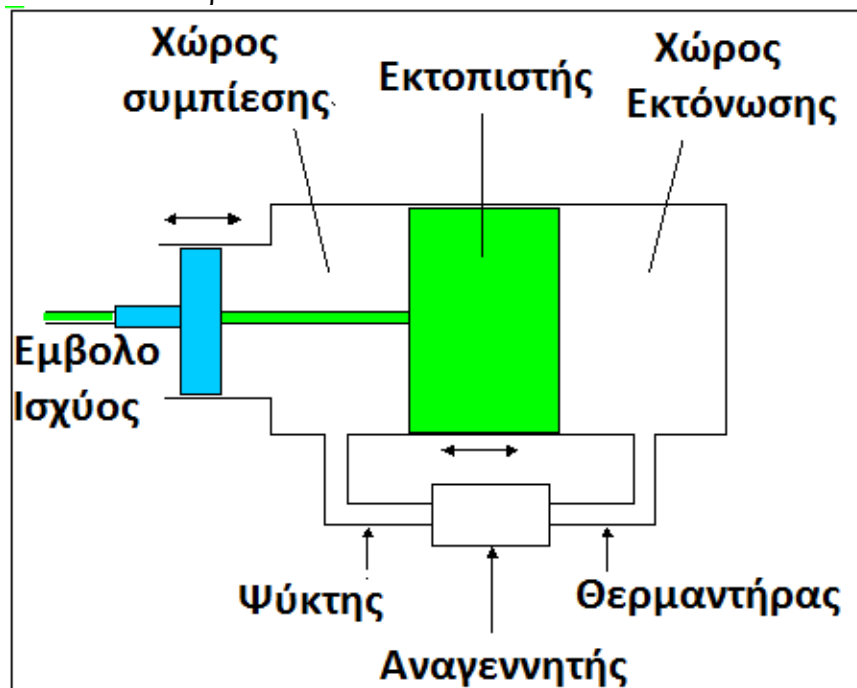 Χώρος
συμπίεσης
Εκτοπιστής
Χώρος
Εκτόνωσης
Εμβολο
Ισχύος
Ψύκτης
Θερμαντήρας
Αναγεννητής